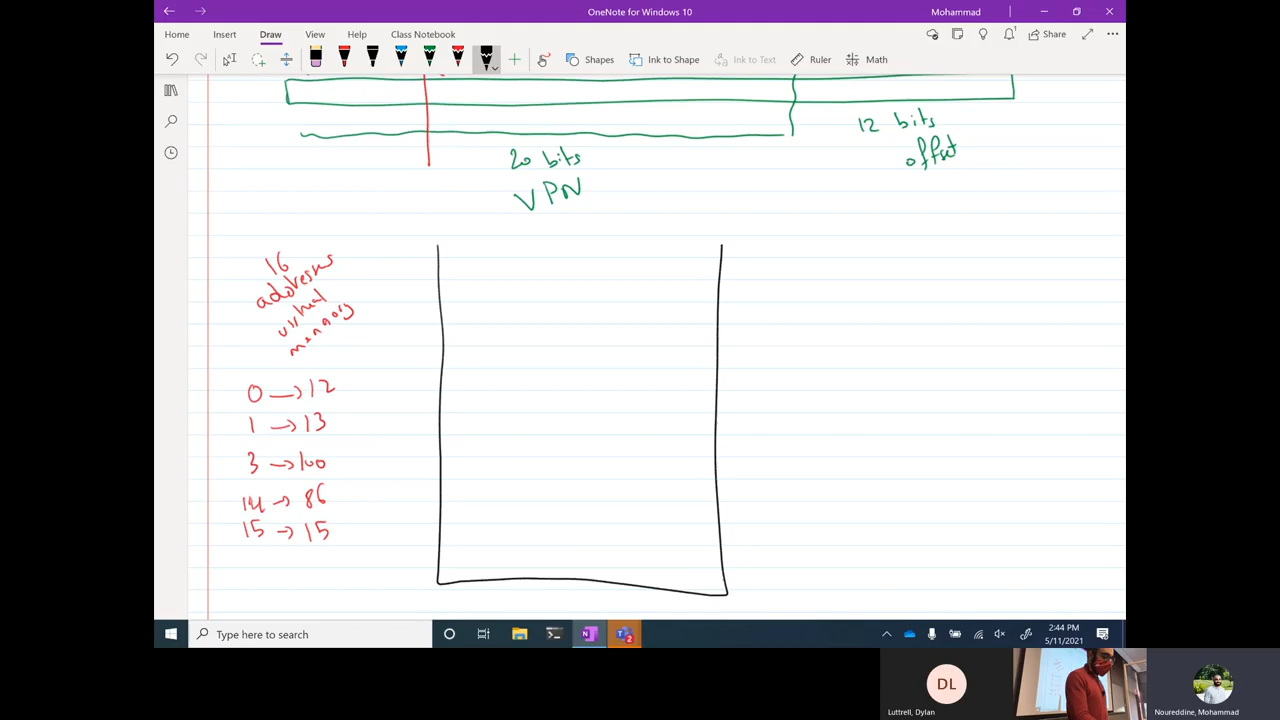 OneNote for Windows 10
Mohammad
Home Insert Draw View Help Class Notebook
Share
Shapes Ink to Shape Ink to Text Ruler Math
12 bits
offset
20 bits
VPN
16
addresses
virtual
memory
0 → 12
1 → 13
3 → 100
14 → 86
15 → 15
Type here to search
2:44 PM
5/11/2021
2
DL
Luttrell, Dylan
Noureddine, Mohammad